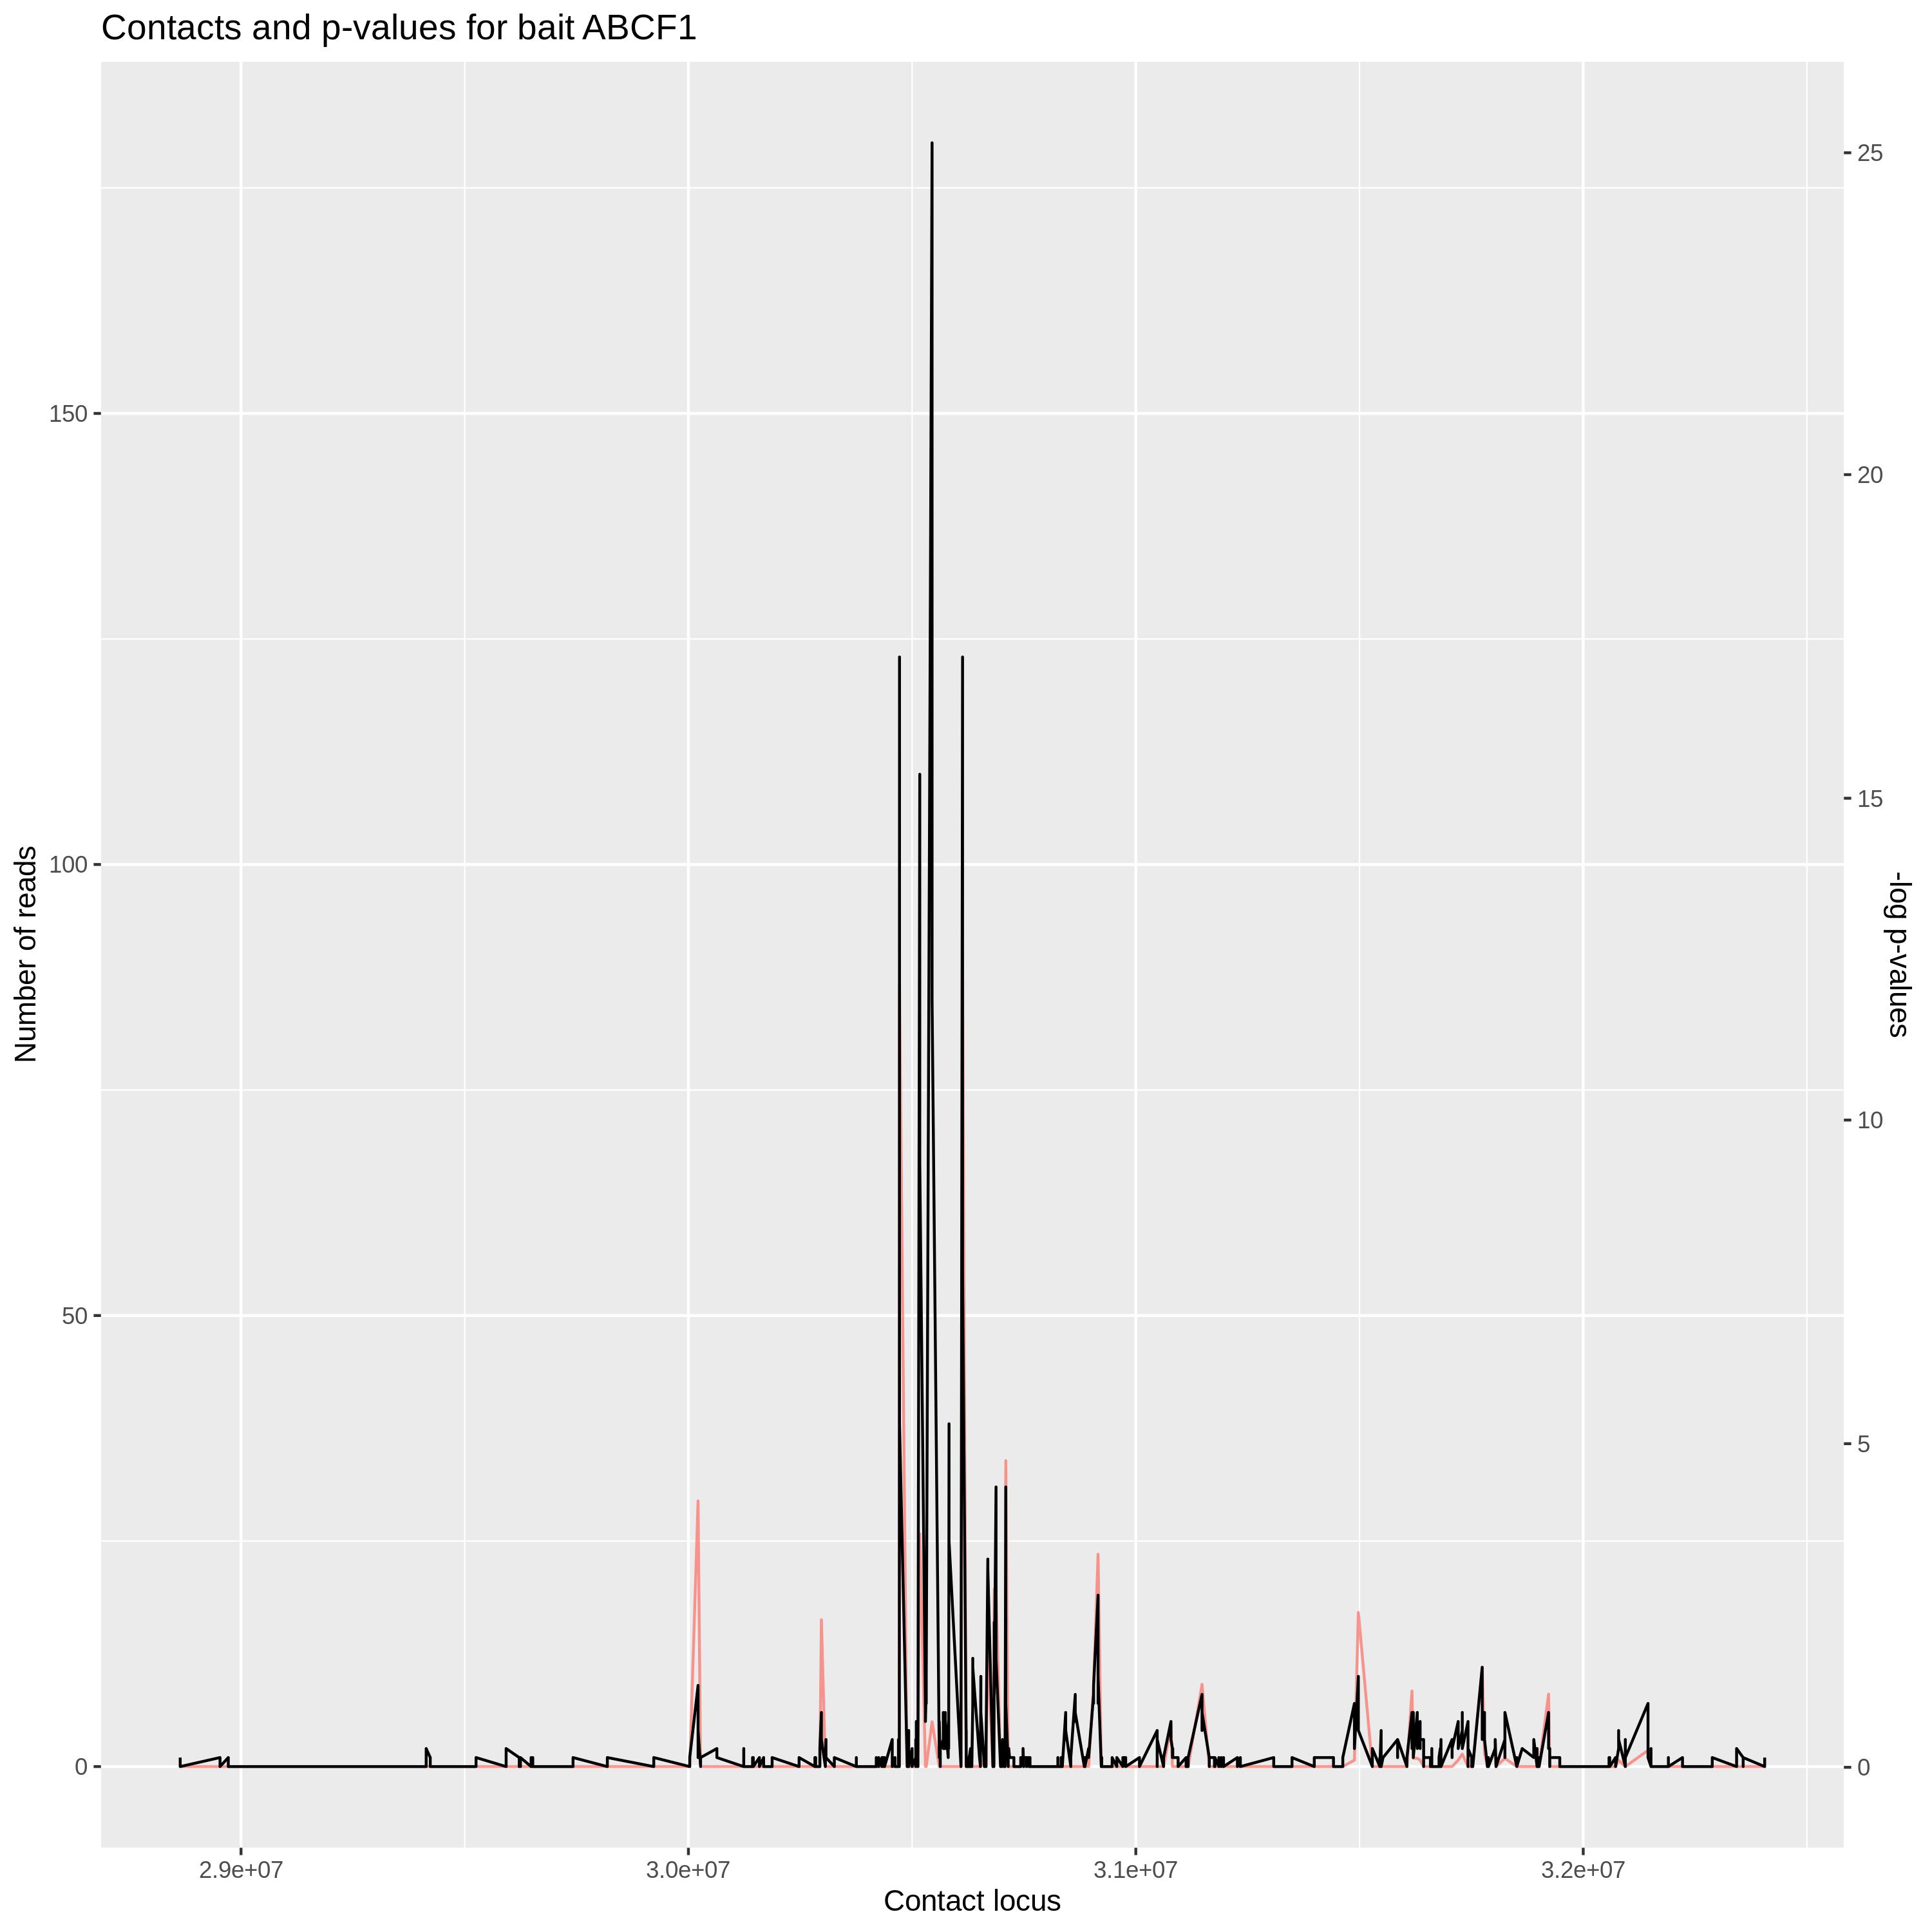 Contacts and p-values for bait ABCF1
Number of reads
150
100
50
0
25
20
15
10
5
0
-log p-values
2.9e+07 3.0e+07 3.1e+07 3.2e+07
Contact locus